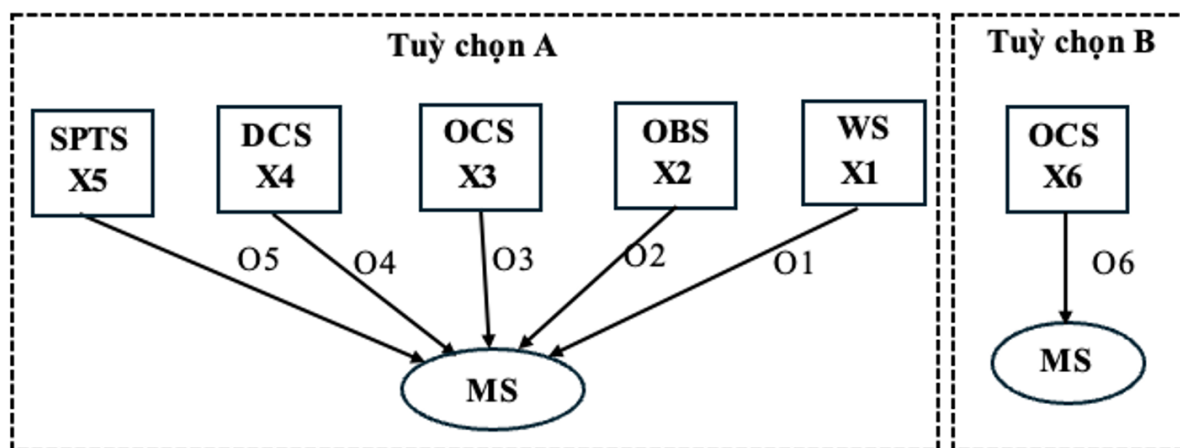 Tuỳ chọn A
SPTS
X5
DCS
X4
OCS
X3
OBS
X2
WS
X1
O5
O4
O3
O2
O1
MS
Tuỳ chọn B
OCS
X6
O6
MS